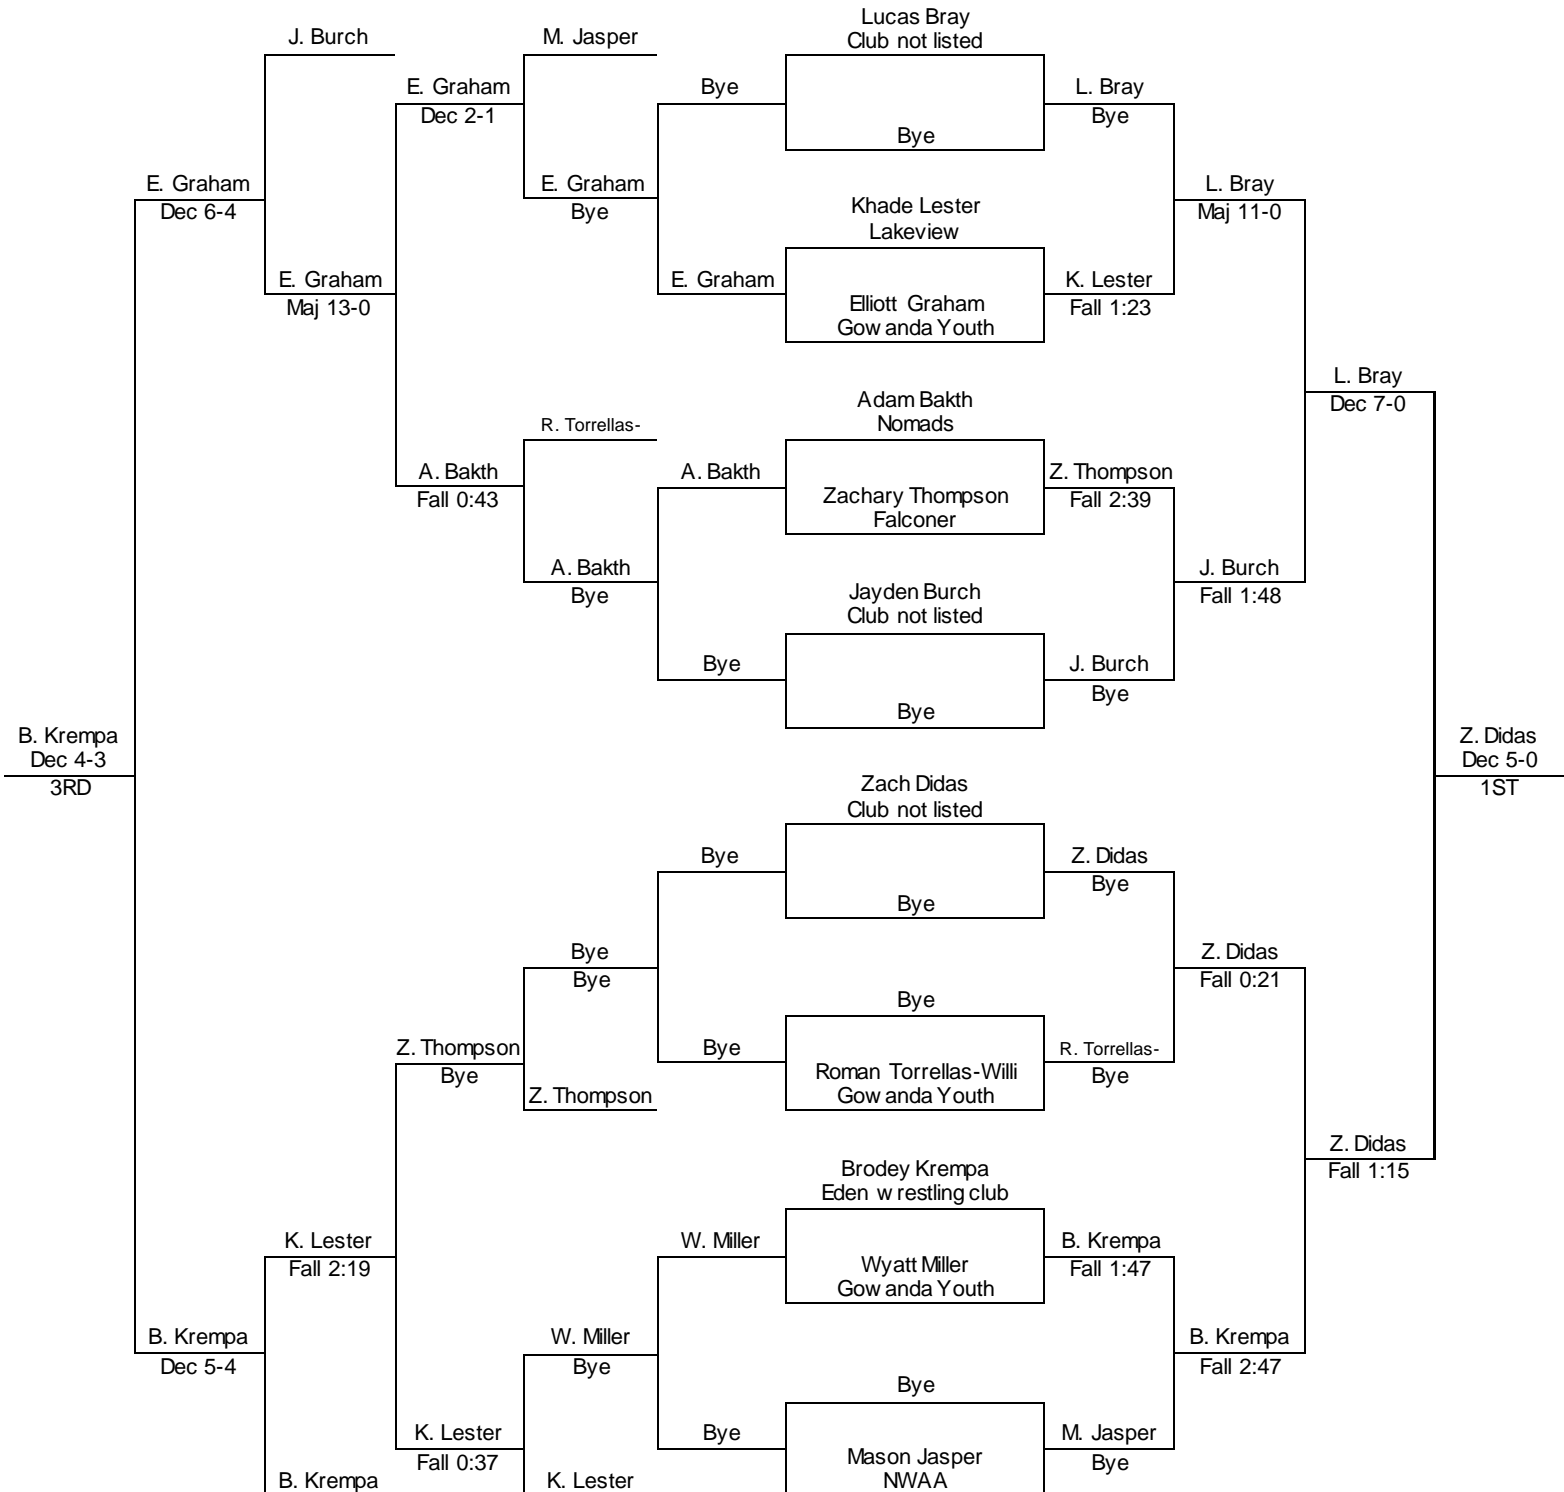 Lucas Bray
J. Burch
M. Jasper
Club not listed
E. Graham
Bye
L. Bray
Dec 2-1
Bye
Bye
E. Graham
E. Graham
L. Bray
Dec 6-4
Bye
Khade Lester
Maj 11-0
Lakeview
E. Graham
E. Graham
K. Lester
Maj 13-0
Elliott Graham
Fall 1:23
Gowanda Youth
L. Bray
Adam Bakth
Dec 7-0
R. Torrellas-
Nomads
A. Bakth
A. Bakth
Z. Thompson
Fall 0:43
Zachary Thompson
Fall 2:39
Falconer
A. Bakth
J. Burch
Bye
Jayden Burch
Fall 1:48
Club not listed
Bye
J. Burch
Bye
Bye
B. Krempa
Z. Didas
Dec 4-3
Dec 5-0
3RD
Zach Didas
1ST
Club not listed
Bye
Z. Didas
Bye
Bye
Bye
Z. Didas
Bye
Fall 0:21
Bye
Z. Thompson
Bye
R. Torrellas-
Bye
Roman Torrellas-Willi
Bye
Z. Thompson
Gowanda Youth
Z. Didas
Brodey Krempa
Fall 1:15
Eden wrestling club
K. Lester
W. Miller
B. Krempa
Fall 2:19
Wyatt Miller
Fall 1:47
Gowanda Youth
B. Krempa
W. Miller
B. Krempa
Dec 5-4
Bye
Fall 2:47
Bye
K. Lester
Bye
M. Jasper
Fall 0:37
Mason Jasper
Bye
B. Krempa
K. Lester
NWAA